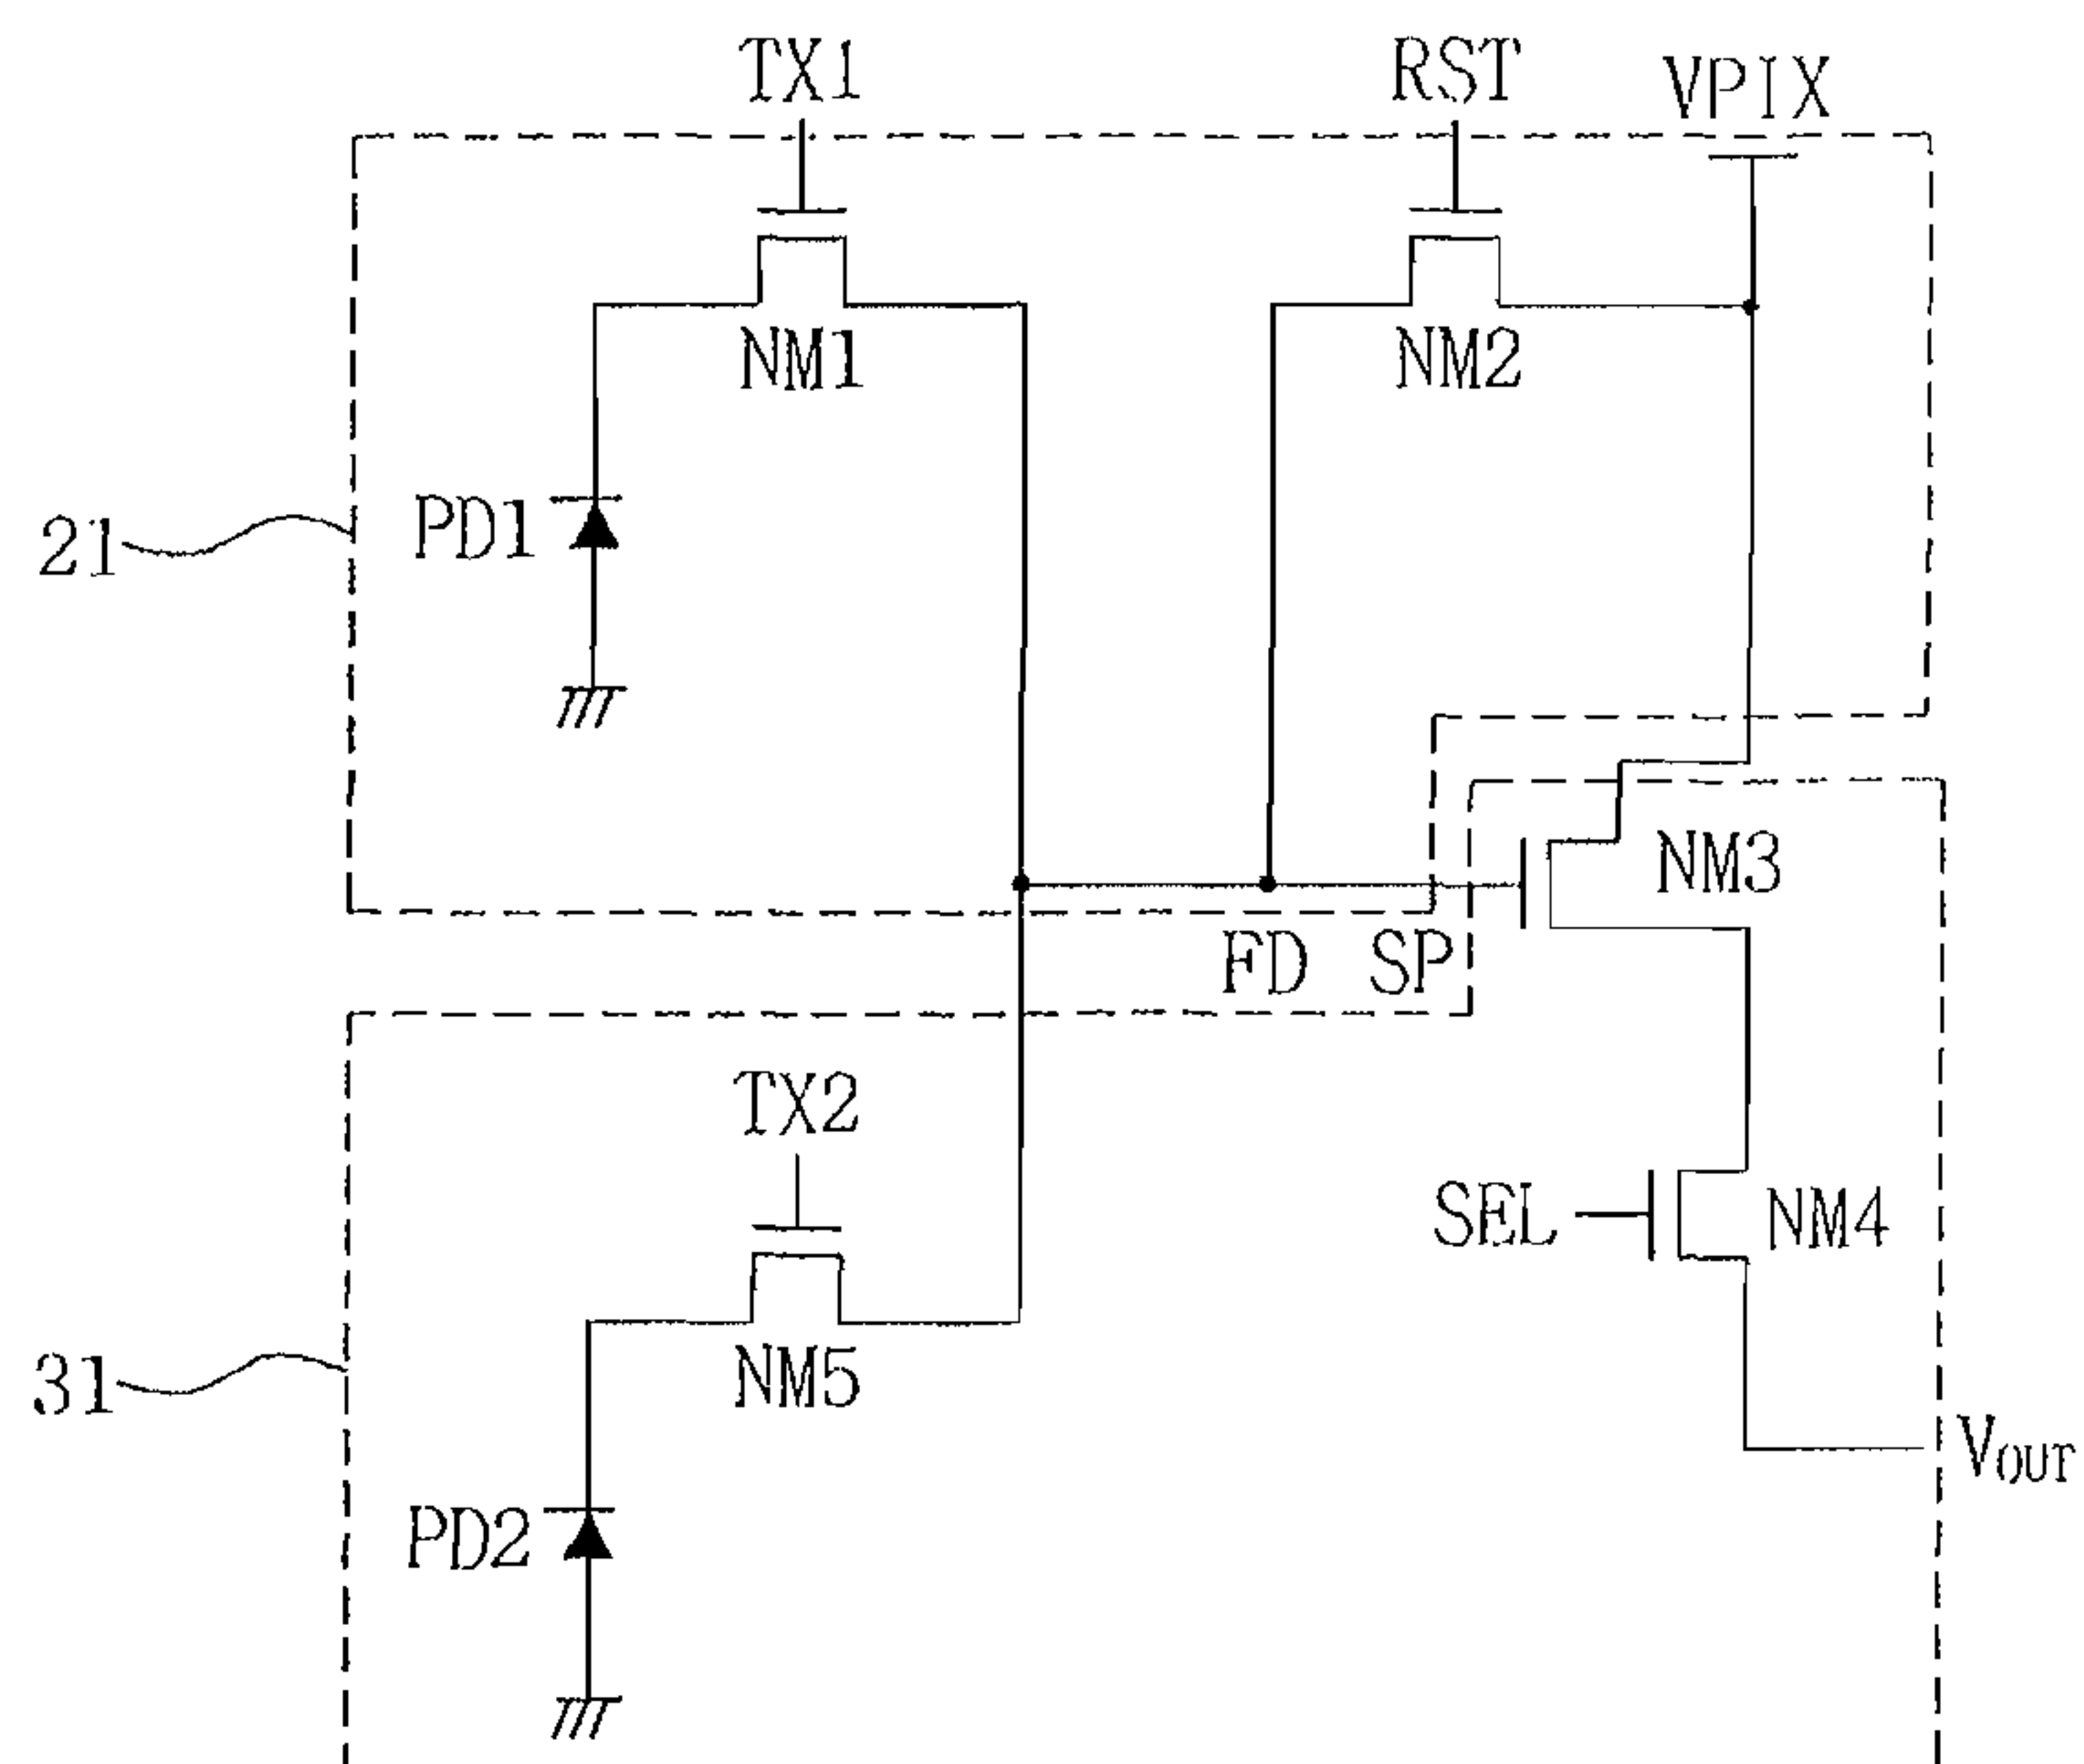 TX1
RST
VPIX
NM1
NM2
PD1
21
NM3
FD
SP
TX2
SEL
NM4
NM5
31
VOUT
PD2